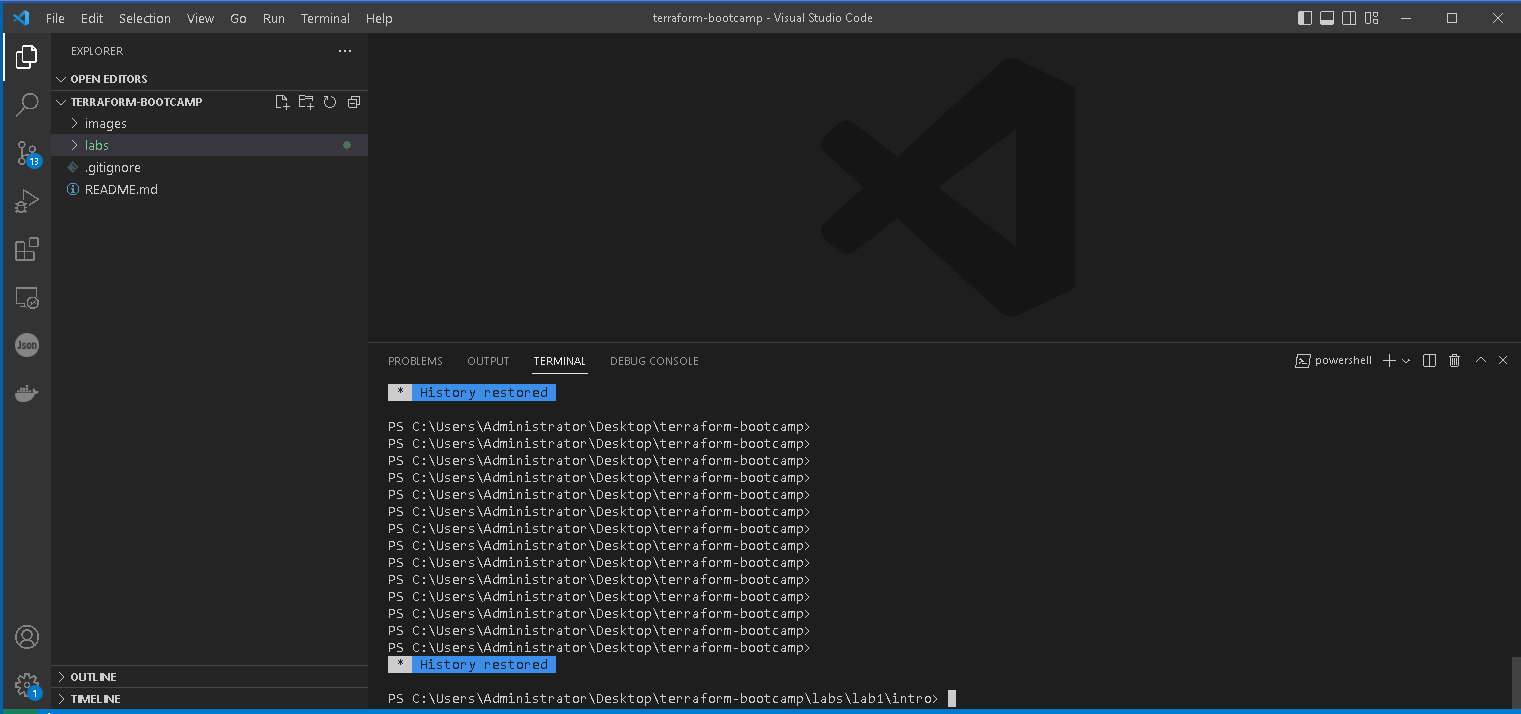 File Edit Selection View Go Run Terminal Help
terraform-bootcamp - Visual Studio Code
EXPLORER
OPEN EDITORS
TERRAFORM-BOOTCAMP
images
labs
.gitignore
README.md
13
Json
1
OUTLINE
TIMELINE
PROBLEMS OUTPUT TERMINAL DEBUG CONSOLE
powershell
* History restored
PS C:\Users\Administrator\Desktop\terraform-bootcamp>
PS C:\Users\Administrator\Desktop\terraform-bootcamp>
PS C:\Users\Administrator\Desktop\terraform-bootcamp>
PS C:\Users\Administrator\Desktop\terraform-bootcamp>
PS C:\Users\Administrator\Desktop\terraform-bootcamp>
PS C:\Users\Administrator\Desktop\terraform-bootcamp>
PS C:\Users\Administrator\Desktop\terraform-bootcamp>
PS C:\Users\Administrator\Desktop\terraform-bootcamp>
PS C:\Users\Administrator\Desktop\terraform-bootcamp>
PS C:\Users\Administrator\Desktop\terraform-bootcamp>
PS C:\Users\Administrator\Desktop\terraform-bootcamp>
PS C:\Users\Administrator\Desktop\terraform-bootcamp>
PS C:\Users\Administrator\Desktop\terraform-bootcamp>
PS C:\Users\Administrator\Desktop\terraform-bootcamp>
* History restored
PS C:\Users\Administrator\Desktop\terraform-bootcamp\labs\lab1\intro>